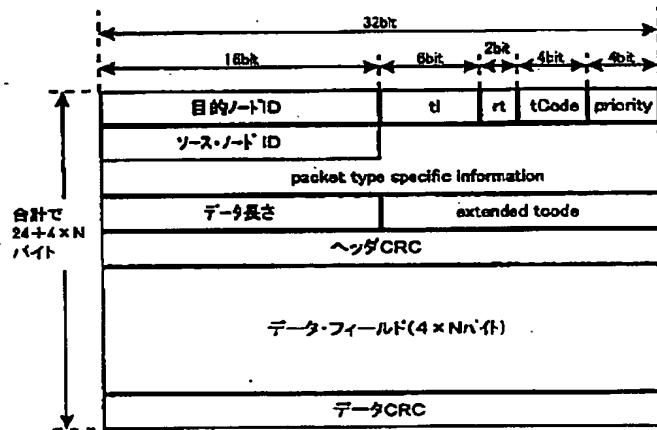 32bit
16bit 6bit 2bit 4bit 4bit
目的ノードID tl rt tCode priority
ソース・ノードID
packet type specific information
データ長さ extended tcode
ヘッダCRC
合計で
24+4×N
バイト
データ・フィールド(4×Nバイト)
データCRC